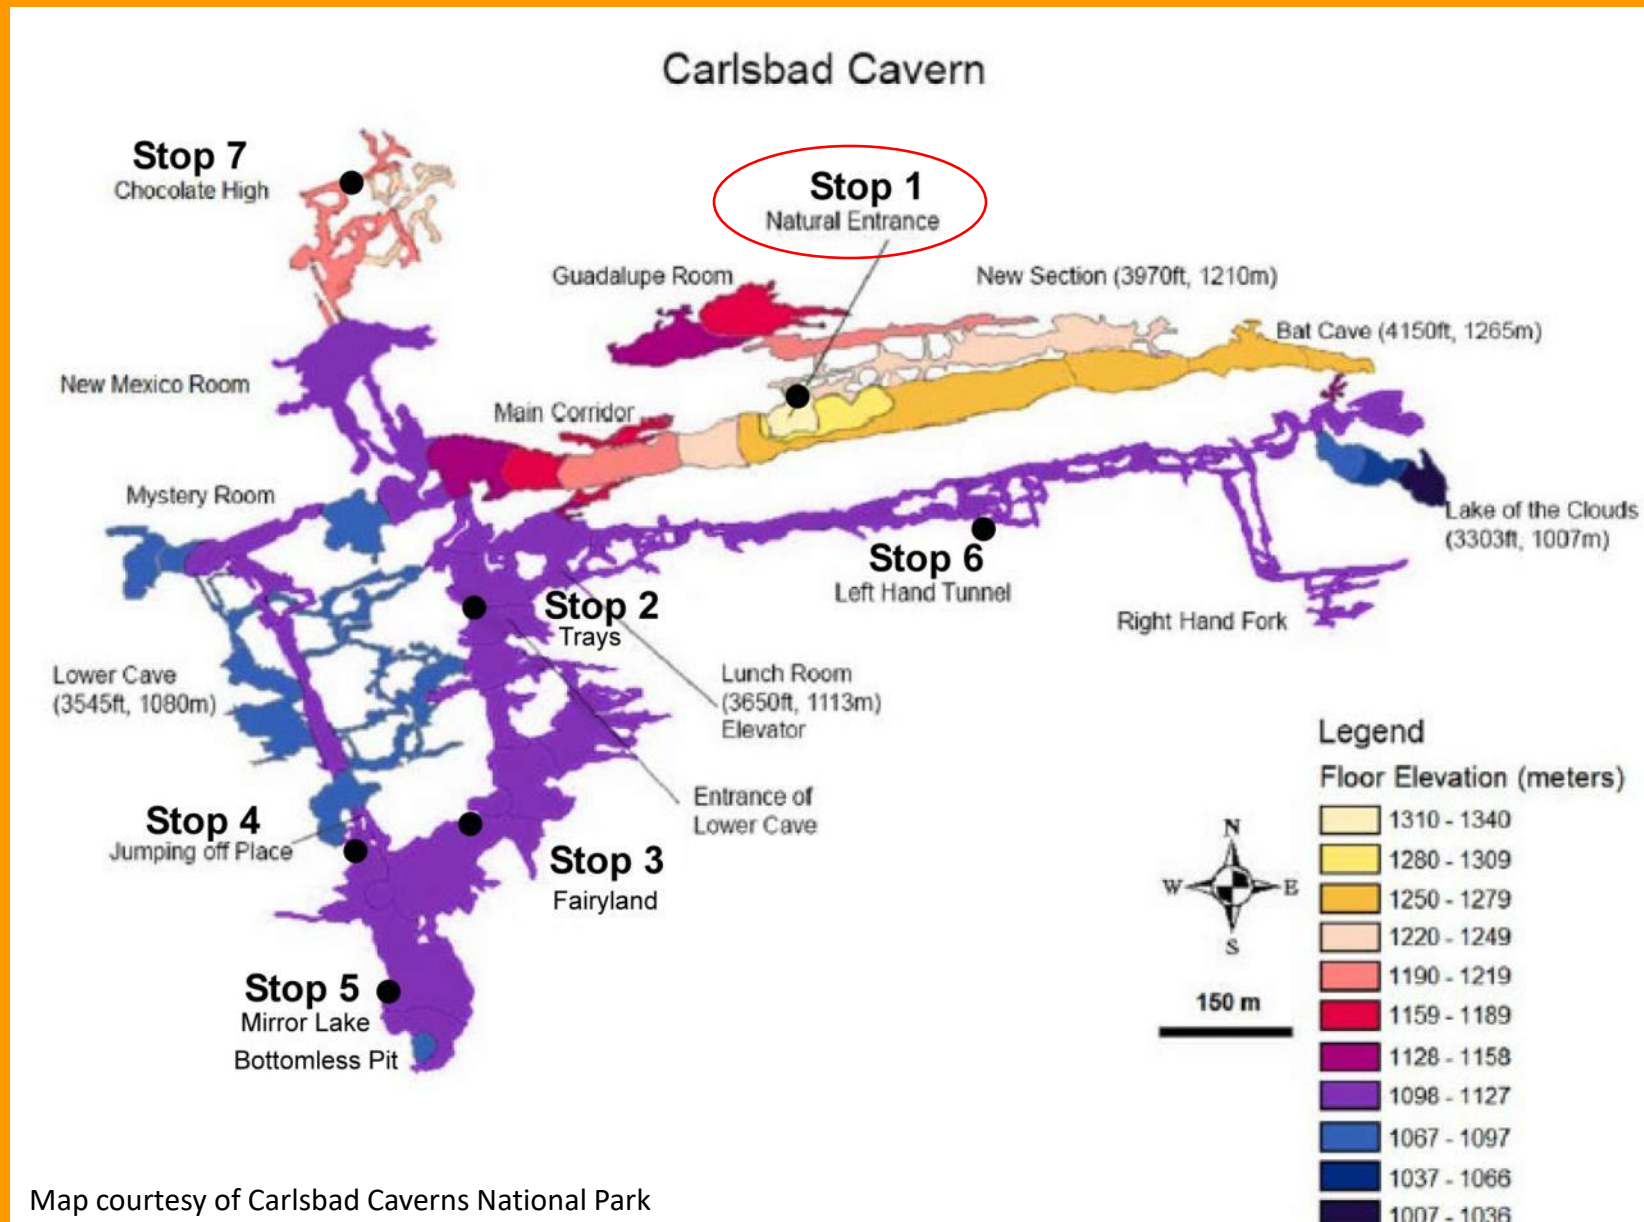 Carlsbad Cavern
Stop 7
Chocolate High
Stop 1
Natural Entrance
Guadalupe Room
New Section (3970ft, 1210m)
Bat Cave (4150ft, 1265m)
New Mexico Room
Main Corridor
Mystery Room
Lake of the Clouds
(3303ft, 1007m)
Stop 6
Left Hand Tunnel
Stop 2
Trays
Right Hand Fork
Lower Cave
(3545ft, 1080m)
Lunch Room
(3650ft, 1113m)
Elevator
Entrance of
Lower Cave
Stop 4
Jumping off Place
Stop 3
Fairyland
Stop 5
Mirror Lake
Bottomless Pit
N
W E
S
150 m
Legend
Floor Elevation (meters)
1310 - 1340
1280 - 1309
1250 - 1279
1220 - 1249
1190 - 1219
1159 - 1189
1128 - 1158
1098 - 1127
1067 - 1097
1037 - 1066
1007 - 1036
Map courtesy of Carlsbad Caverns National Park